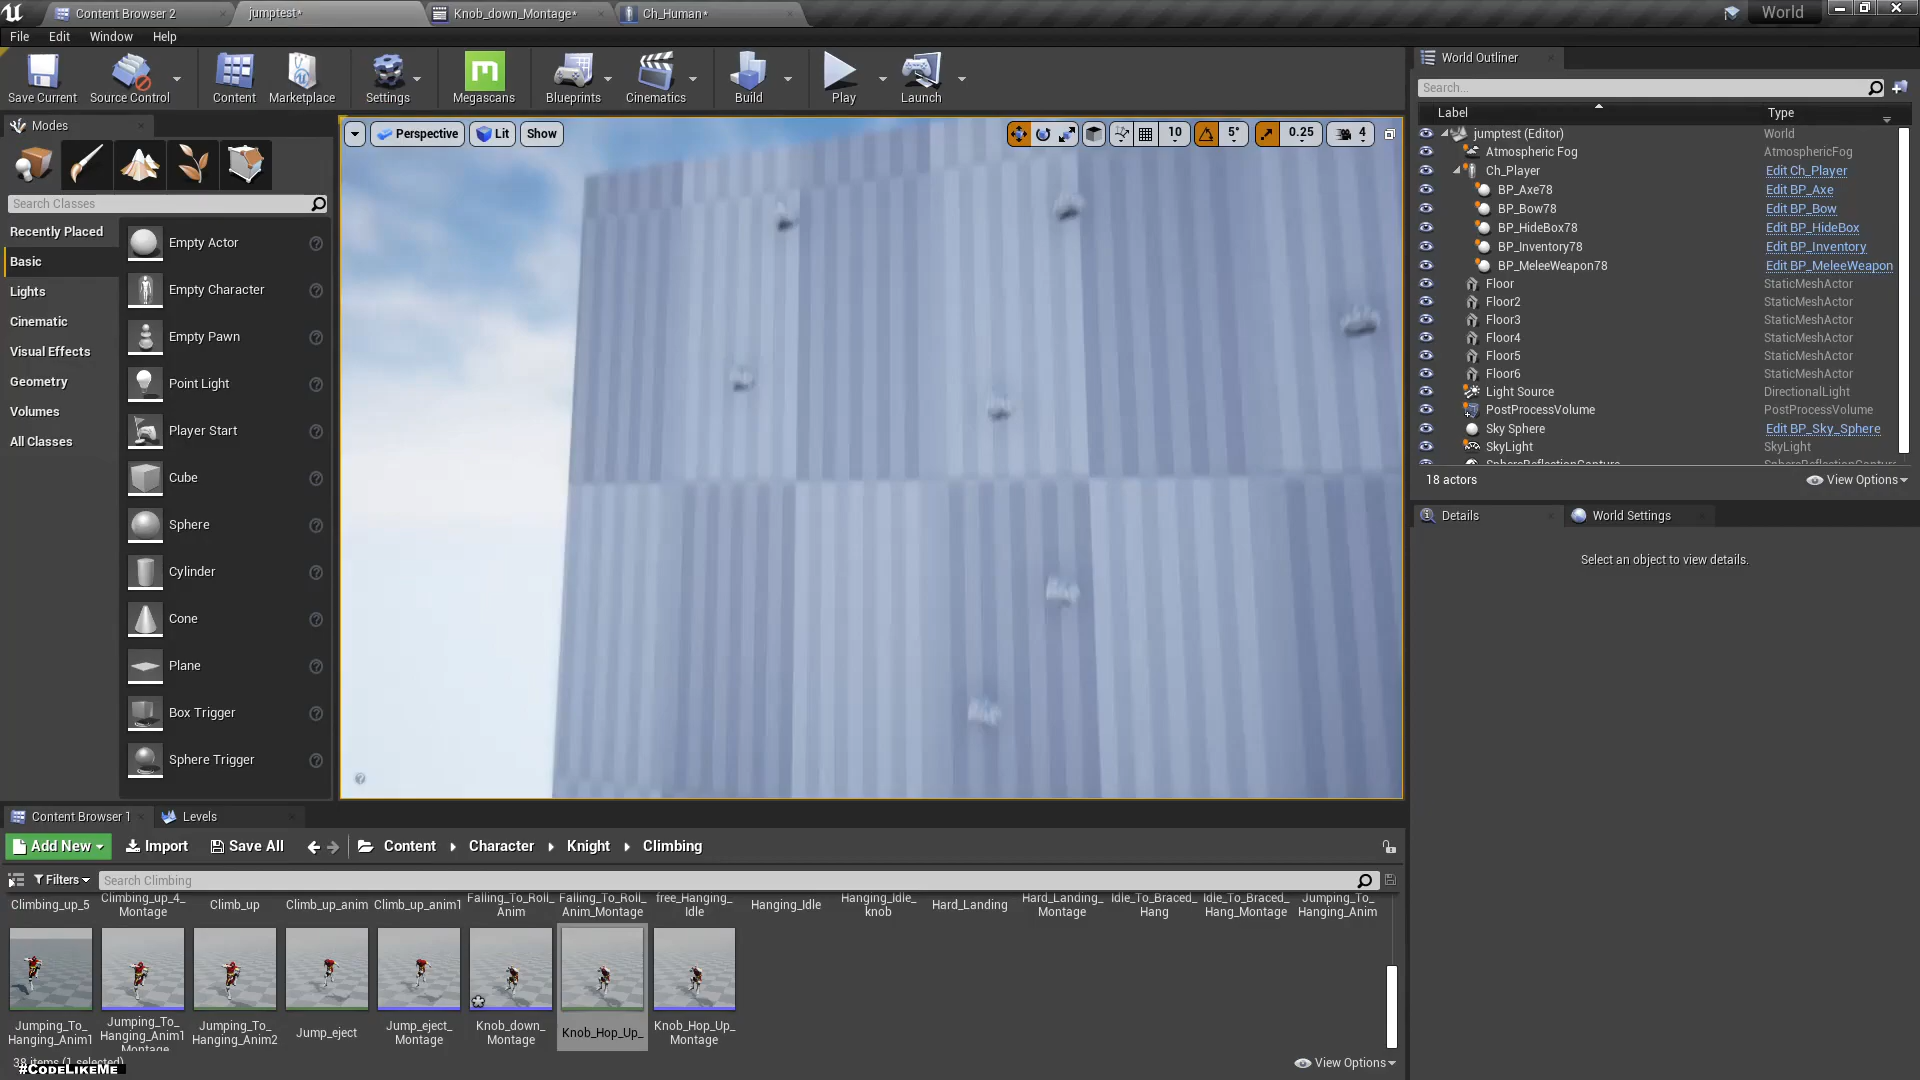 Content Browser 2
jumptest*
Knob_down_Montage*
Ch_Human*
World
File
Edit
Window
Help
Save Current
Source Control
Content
Marketplace
Settings
Megascans
Blueprints
Cinematics
Build
Play
Launch
Modes
Search Classes
Recently Placed
Basic
Lights
Cinematic
Visual Effects
Geometry
Volumes
All Classes
Empty Actor
Empty Character
Empty Pawn
Point Light
Player Start
Cube
Sphere
Cylinder
Cone
Plane
Box Trigger
Sphere Trigger
Perspective
Lit
Show
10
5°
0.25
4
World Outliner
Search...
Label
Type
jumptest (Editor)
World
Atmospheric Fog
AtmosphericFog
Ch_Player
Edit Ch_Player
BP_Axe78
Edit BP_Axe
BP_Bow78
Edit BP_Bow
BP_HideBox78
Edit BP_HideBox
BP_Inventory78
Edit BP_Inventory
BP_MeleeWeapon78
Edit BP_MeleeWeapon
Floor
StaticMeshActor
Floor2
StaticMeshActor
Floor3
StaticMeshActor
Floor4
StaticMeshActor
Floor5
StaticMeshActor
Floor6
StaticMeshActor
Light Source
DirectionalLight
PostProcessVolume
PostProcessVolume
Sky Sphere
Edit BP_Sky_Sphere
SkyLight
SkyLight
18 actors
View Options
Details
World Settings
Select an object to view details.
Content Browser 1
Levels
Add New
Import
Save All
Content
Character
Knight
Climbing
Filters
Search Climbing
Climbing_up_5
Climbing_up_4_
Montage
Climb_up
Climb_up_anim
Climb_up_anim1
Falling_To_Roll_
Anim
Falling_To_Roll_
Anim_Montage
free_Hanging_
Idle
Hanging_Idle
Hanging_Idle_
knob
Hard_Landing
Hard_Landing_
Montage
Idle_To_Braced_
Hang
Idle_To_Braced_
Hang_Montage
Jumping_To_
Hanging_Anim
Jumping_To_
Hanging_Anim1
Jumping_To_
Hanging_Anim1
Montage
Jumping_To_
Hanging_Anim2
Jump_eject
Jump_eject_
Montage
Knob_down_
Montage
Knob_Hop_Up_
Knob_Hop_Up_
Montage
38 items (1 selected)
View Options
#CodeLikeMe